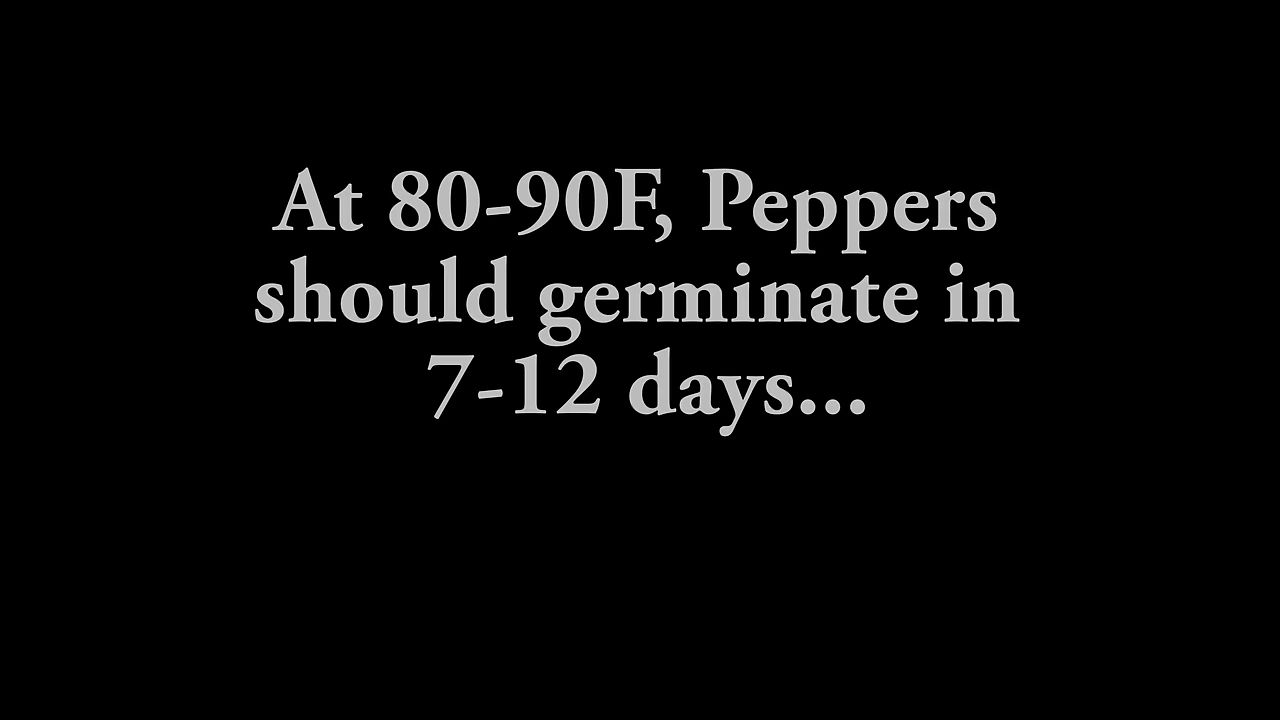 At 80-90F, Peppers
should germinate in
7-12 days...